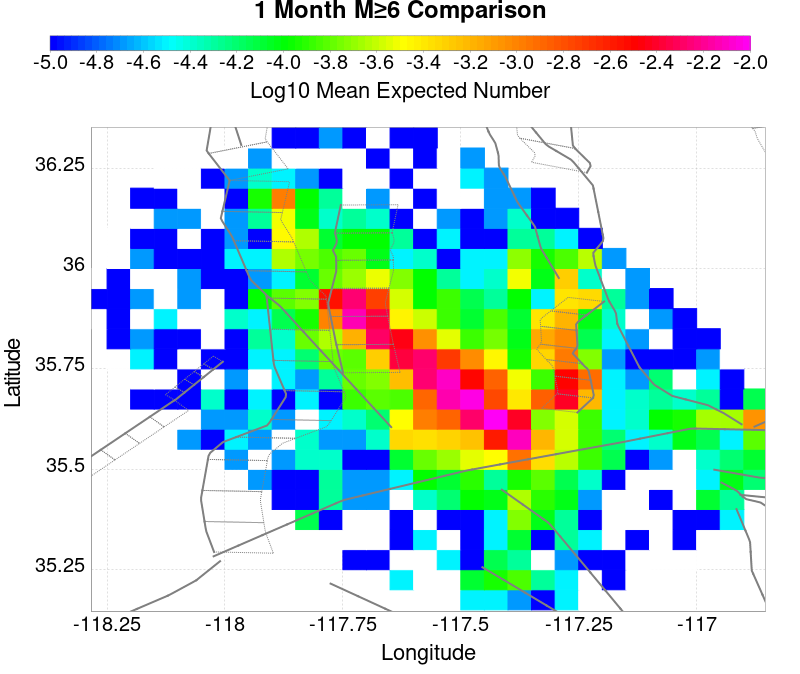 1 Month M≥6 Comparison
-5.0 -4.8 -4.6 -4.4 -4.2 -4.0 -3.8 -3.6 -3.4 -3.2 -3.0 -2.8 -2.6 -2.4 -2.2 -2.0
Log10 Mean Expected Number
36.25
36
35.75
35.5
35.25
Latitude
-118.25 -118 -117.75 -117.5 -117.25 -117
Longitude